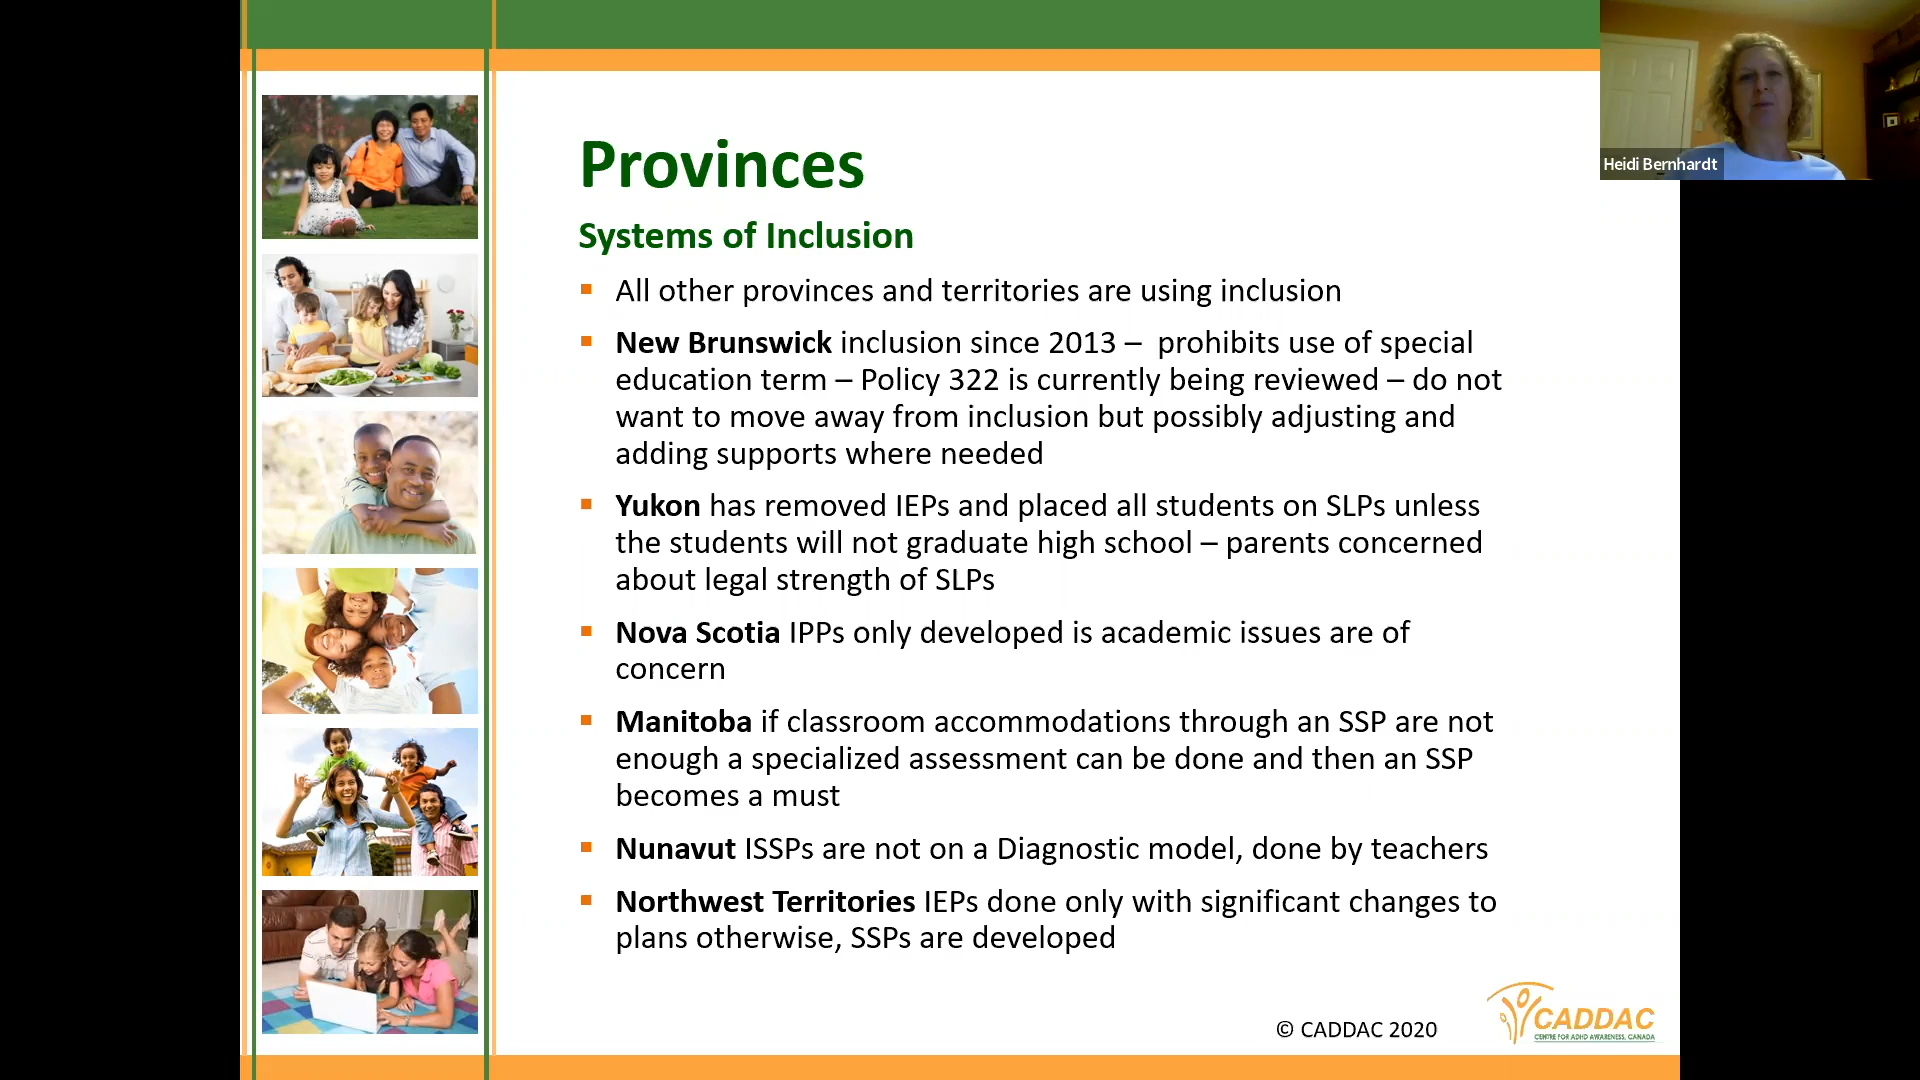 Provinces
Systems of Inclusion
▪ All other provinces and territories are using inclusion
▪ New Brunswick inclusion since 2013 – prohibits use of special
education term – Policy 322 is currently being reviewed – do not
want to move away from inclusion but possibly adjusting and
adding supports where needed
▪ Yukon has removed IEPs and placed all students on SLPs unless
the students will not graduate high school – parents concerned
about legal strength of SLPs
▪ Nova Scotia IPPs only developed is academic issues are of
concern
▪ Manitoba if classroom accommodations through an SSP are not
enough a specialized assessment can be done and then an SSP
becomes a must
▪ Nunavut ISSPs are not on a Diagnostic model, done by teachers
▪ Northwest Territories IEPs done only with significant changes to
plans otherwise, SSPs are developed
© CADDAC 2020
CADDAC
CENTRE FOR ADHD AWARENESS, CANADA
Heidi Bernhardt